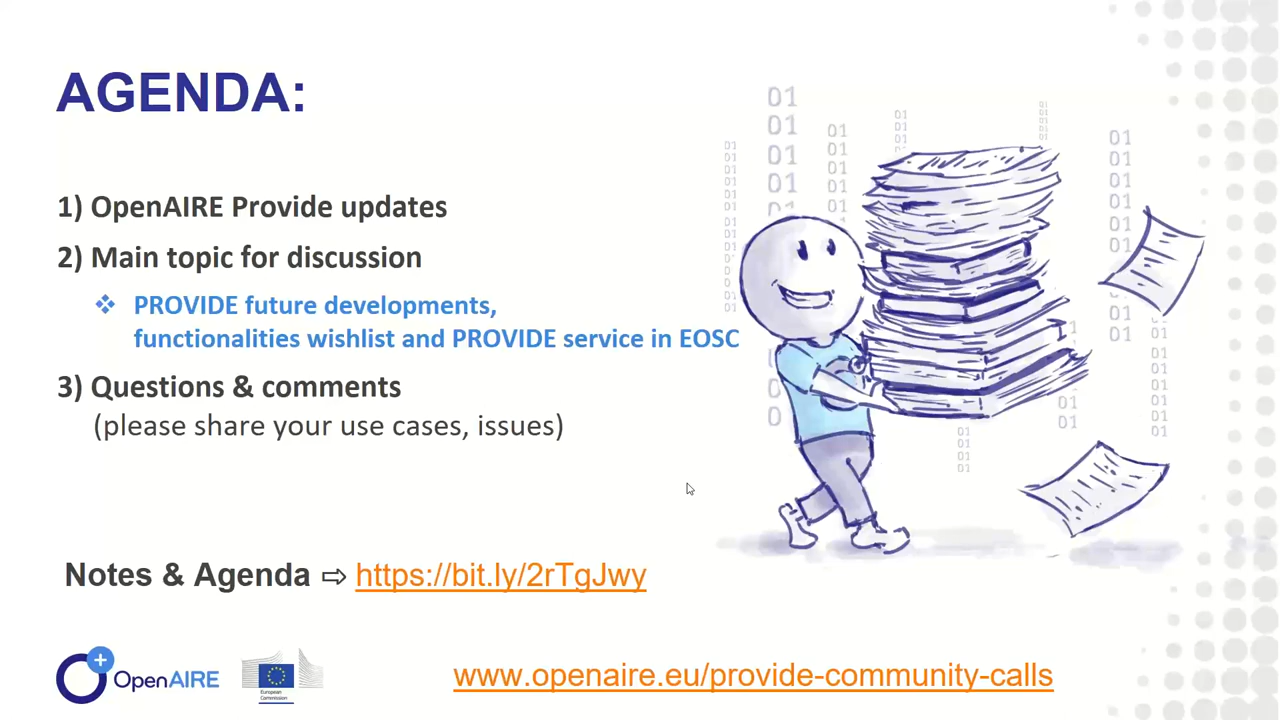 AGENDA:
1) OpenAIRE Provide updates
2) Main topic for discussion
❖ PROVIDE future developments,
functionalities wishlist and PROVIDE service in EOSC
3) Questions & comments
(please share your use cases, issues)
Notes & Agenda ⇨ https://bit.ly/2rTgJwy
OpenAIRE
European
Commission
www.openaire.eu/provide-community-calls